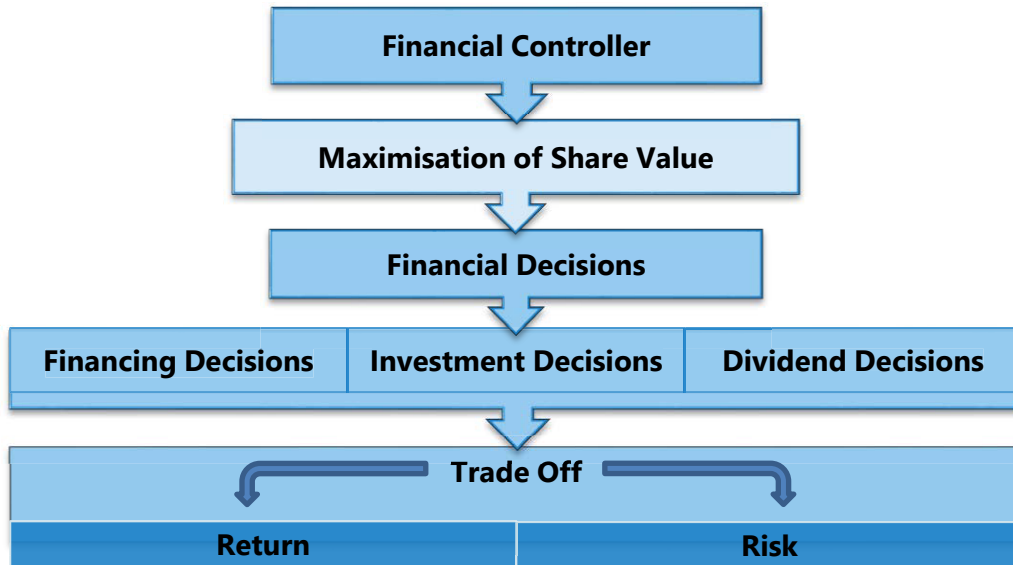 Financial Controller
Maximisation of Share Value
Financial Decisions
Financing Decisions
Investment Decisions
Dividend Decisions
Trade Off
Return
Risk